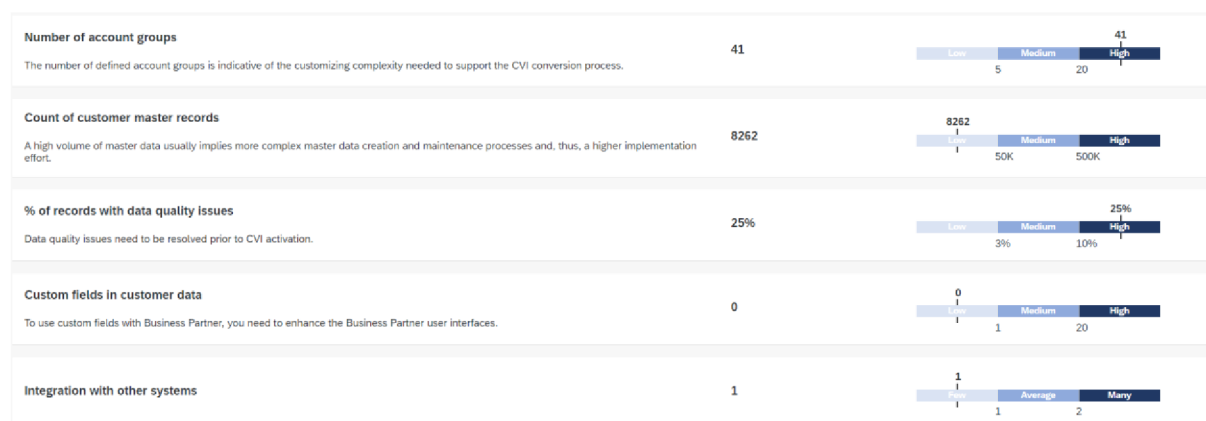 Number of account groups
The number of defined account groups is indicative of the customizing complexity needed to support the CVI conversion process.
41
41
Low Medium High
5 20
Count of customer master records
A high volume of master data usually implies more complex master data creation and maintenance processes and, thus, a higher implementation
effort.
8262
8262
Low Medium High
50K 500K
% of records with data quality issues
Data quality issues need to be resolved prior to CVI activation.
25%
25%
Low Medium High
3% 10%
Custom fields in customer data
To use custom fields with Business Partner, you need to enhance the Business Partner user interfaces.
0
0
Low Medium High
1 20
Integration with other systems
1
1
Few Average Many
1 2